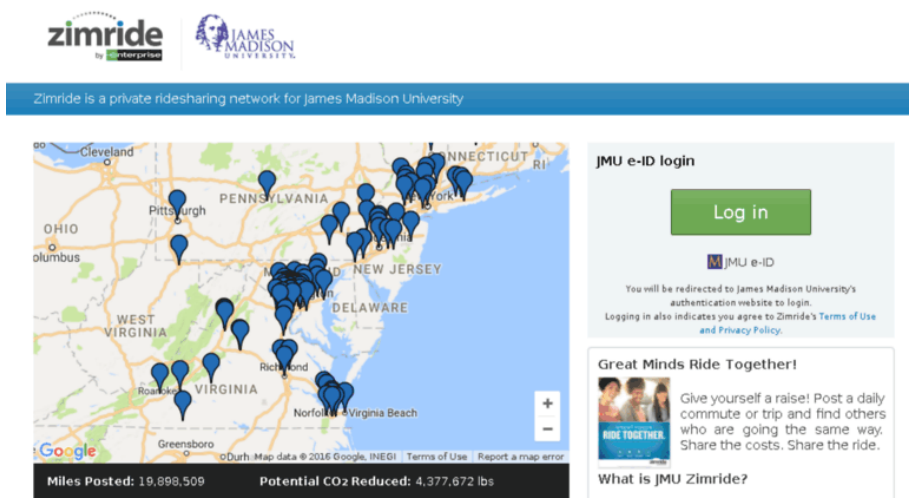 zimride
by enterprise
JAMES
MADISON
UNIVERSITY.
Zimride is a private ridesharing network for James Madison University
Cleveland
CONNECTICUT
RI
York
PENNSYLVANIA
Pittsburgh
OHIO
olumbus
NEW JERSEY
DELAWARE
WEST
VIRGINIA
Richmond
Roanoke
VIRGINIA
Norfolk
Virginia Beach
Greensboro
Durh
Google
Map data © 2016 Google, INEGI
Terms of Use
Report a map error
+
−
Miles Posted: 19,898,509
Potential CO2 Reduced: 4,377,672 lbs
JMU e-ID login
Log in
M JMU e-ID
You will be redirected to James Madison University's
authentication website to login.
Logging in also indicates you agree to Zimride's Terms of Use
and Privacy Policy.
Great Minds Ride Together!
RIDE TOGETHER.
Give yourself a raise! Post a daily
commute or trip and find others
who are going the same way.
Share the costs. Share the ride.
What is JMU Zimride?